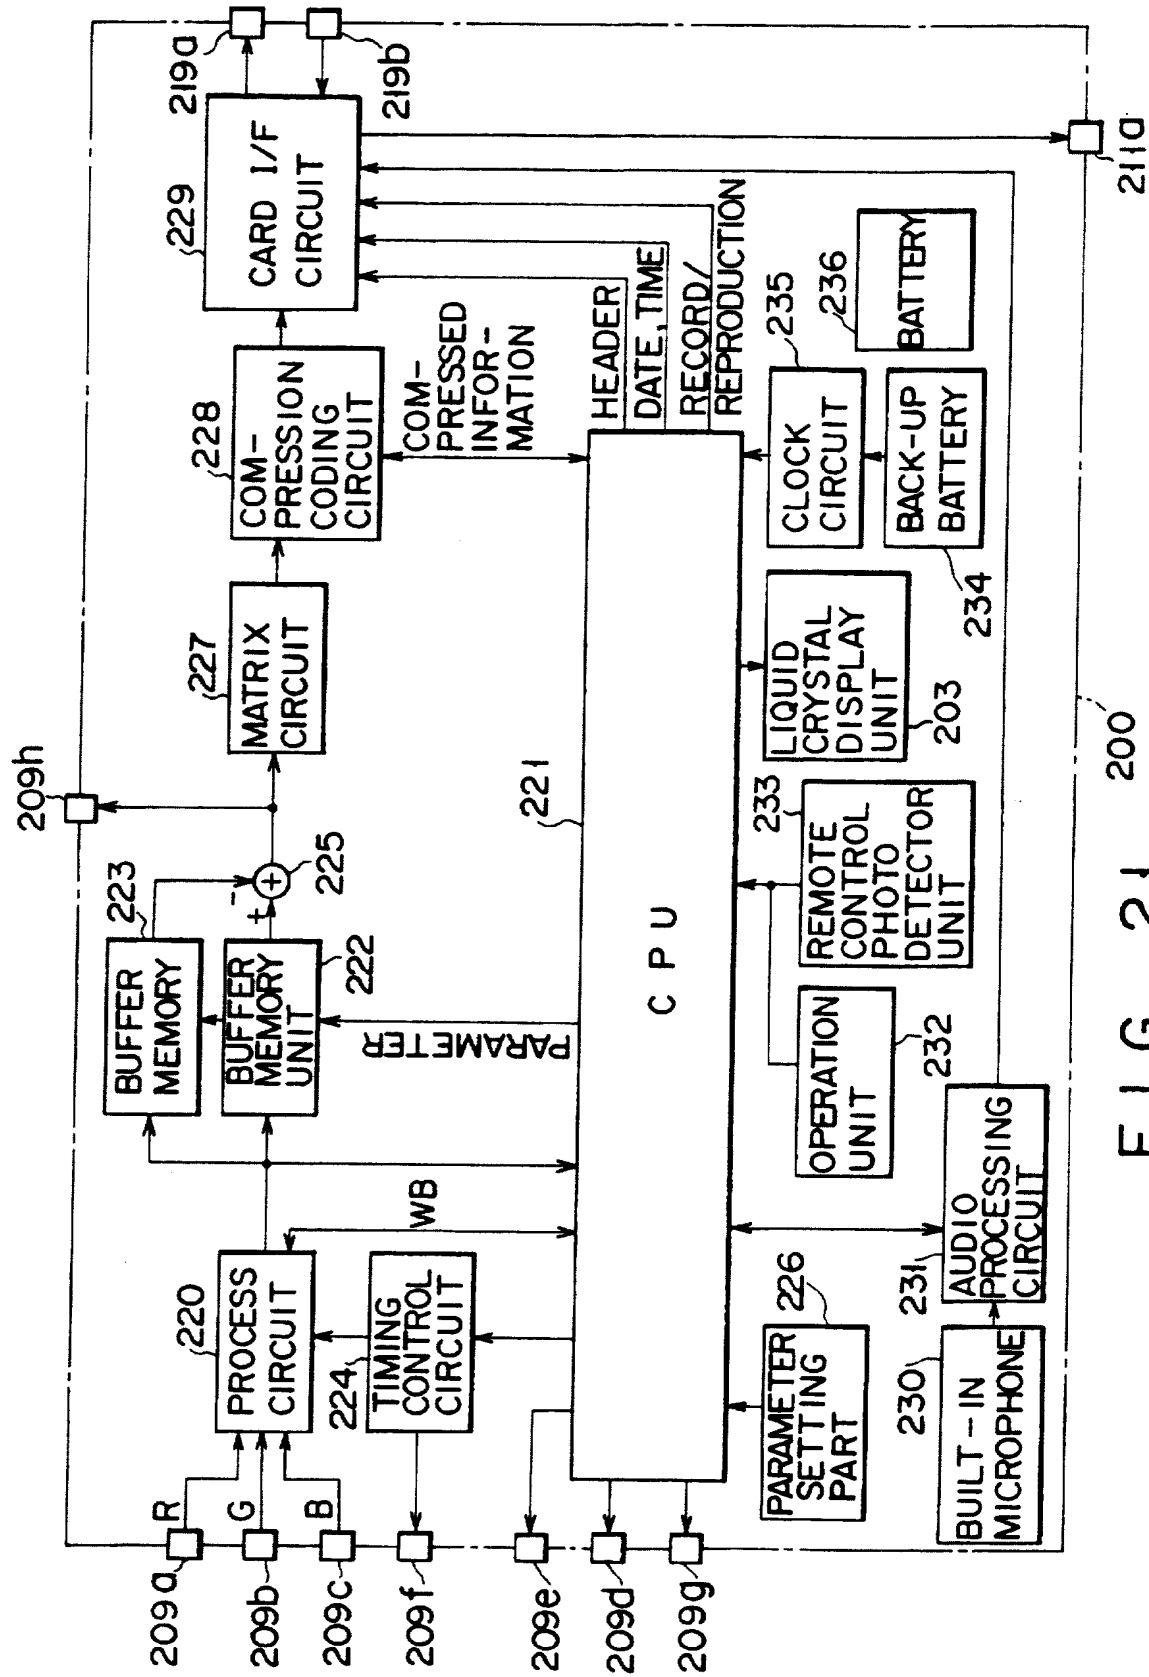 209h
219a
219b
223
BUFFER
MEMORY
BUFFER
MEMORY
UNIT
222
225
+
-
+
227
MATRIX
CIRCUIT
228
COM-
PRESSION
CODING
CIRCUIT
229
CARD I/F
CIRCUIT
209a
R
209b
G
209c
B
209f
209e
209d
209g
220
PROCESS
CIRCUIT
WB
224
TIMING
CONTROL
CIRCUIT
PARAMETER
COM-
PRESSED
INFOR-
MATION
221
CPU
HEADER
DATE, TIME
RECORD/
REPRODUCTION
226
PARAMETER
SETTING
PART
OPERATION
UNIT
232
233
REMOTE
CONTROL
PHOTO
DETECTOR
UNIT
LIQUID
CRYSTAL
DISPLAY
UNIT
203
235
CLOCK
CIRCUIT
BACK-UP
BATTERY
234
236
BATTERY
230
BUILT-IN
MICROPHONE
231
AUDIO
PROCESSING
CIRCUIT
200
211a
FIG 21